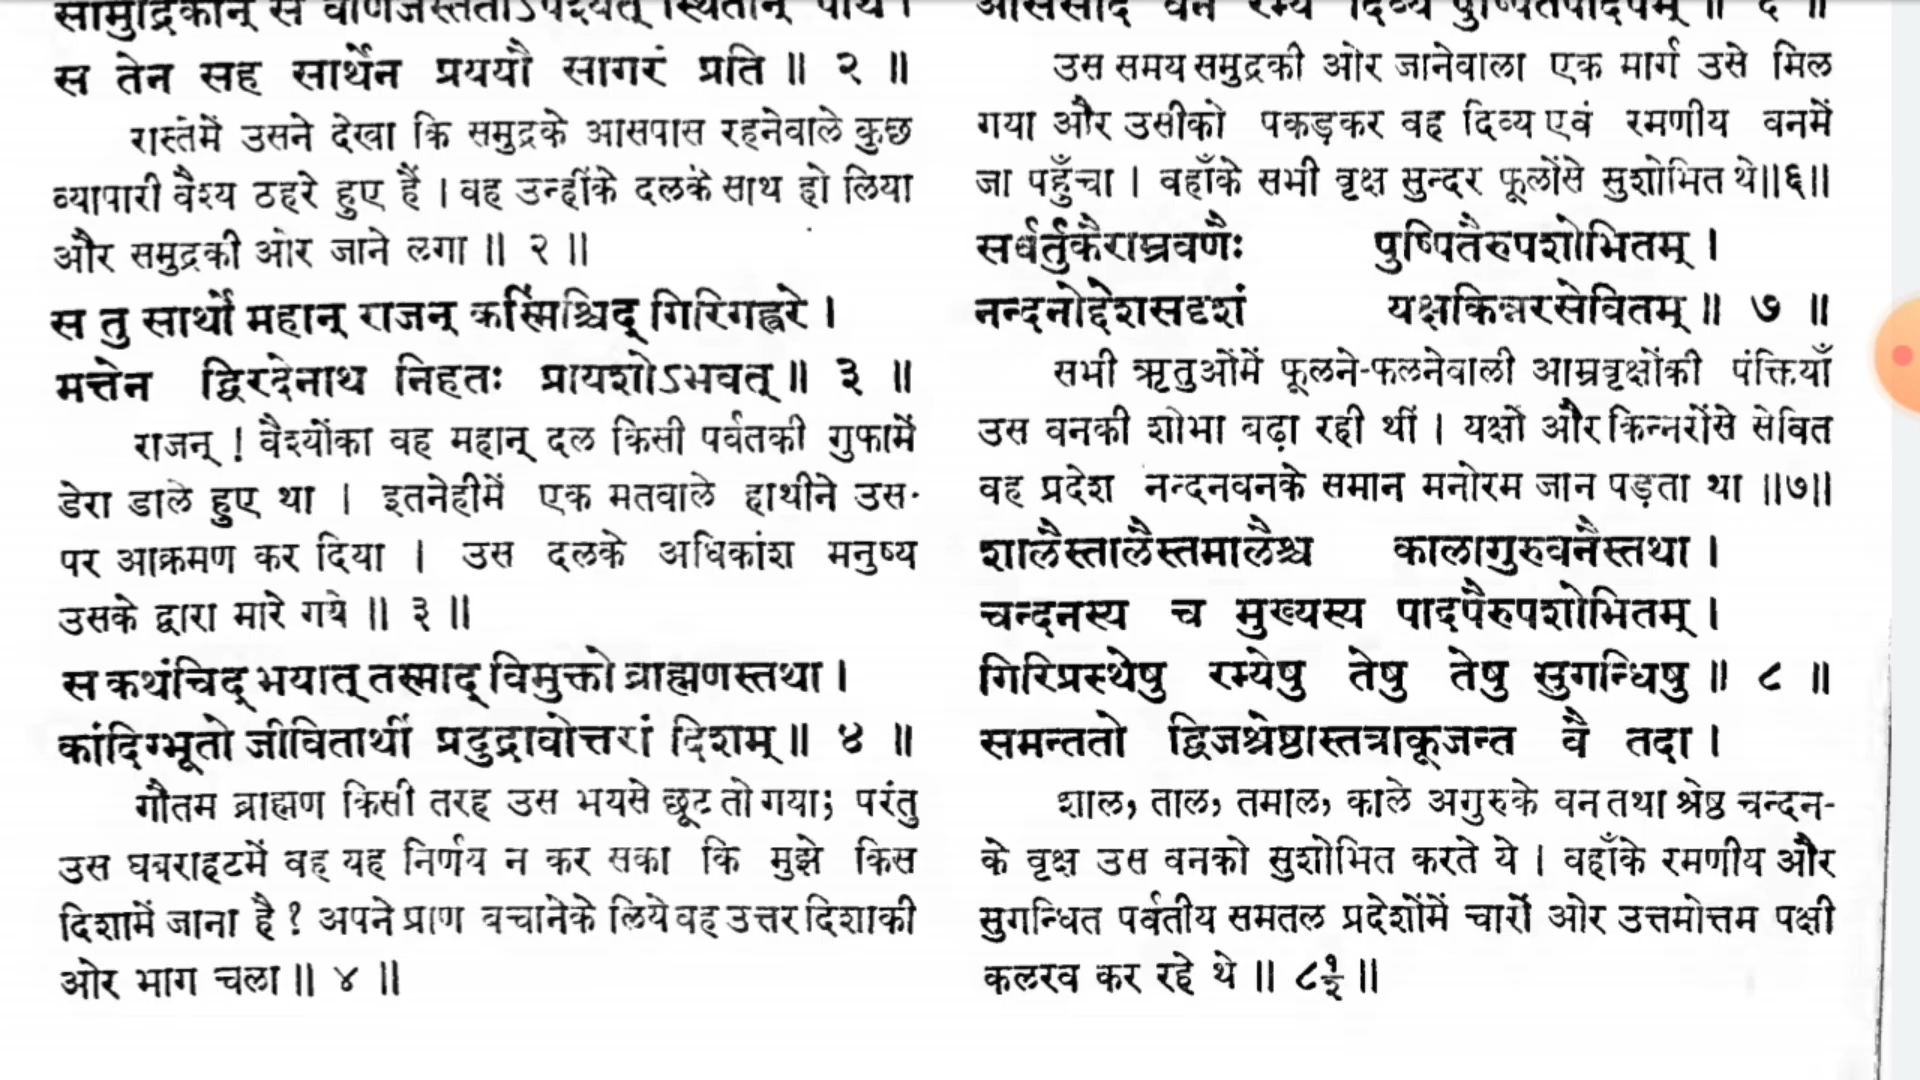 स तेन सह सार्थेन प्रययौ सागरं प्रति ॥ २ ॥
रास्तेमें उसने देखा कि समुद्रके आसपास रहनेवाले कुछ
व्यापारी वैश्य ठहरे हुए हैं । वह उन्हींके दलके साथ हो लिया
और समुद्रकी ओर जाने लगा ॥ २ ॥
स तु सार्थो महान् राजन् कस्मिंश्चिद् गिरिगह्वरे ।
मत्तेन द्विरदेनाथ निहतः प्रायशोऽभवत् ॥ ३ ॥
राजन् ! वैश्योंका वह महान् दल किसी पर्वतकी गुफामें
डेरा डाले हुए था । इतनेहीमें एक मतवाले हाथीने उस-
पर आक्रमण कर दिया । उस दलके अधिकांश मनुष्य
उसके द्वारा मारे गये ॥ ३ ॥
स कथंचिद् भयात् तस्माद् विमुक्तो ब्राह्मणस्तथा ।
कांदिग्भूतो जीवितार्थी प्रदुद्रावोत्तरां दिशम् ॥ ४ ॥
गौतम ब्राह्मण किसी तरह उस भयसे छूट तो गया; परंतु
उस घबराहटमें वह यह निर्णय न कर सका कि मुझे किस
दिशामें जाना है ? अपने प्राण बचानेके लिये वह उत्तर दिशाकी
ओर भाग चला ॥ ४ ॥
उस समय समुद्रकी ओर जानेवाला एक मार्ग उसे मिल
गया और उसीको पकड़कर वह दिव्य एवं रमणीय वनमें
जा पहुँचा । वहाँके सभी वृक्ष सुन्दर फूलोंसे सुशोभित थे॥६॥
सर्वर्तुकैराम्रवणैः पुष्पितैरुपशोभितम् ।
नन्दनोद्देशसदृशं यक्षकिन्नरसेवितम् ॥ ७ ॥
सभी ऋतुओंमें फूलने-फलनेवाली आम्रवृक्षोंकी पंक्तियाँ
उस वनकी शोभा बढ़ा रही थीं । यक्षों और किन्नरोंसे सेवित
वह प्रदेश नन्दनवनके समान मनोरम जान पड़ता था ॥७॥
शालैस्तालैस्तमालैश्च कालागुरुवनैस्तथा ।
चन्दनस्य च मुख्यस्य पादपैरुपशोभितम् ।
गिरिप्रस्थेषु रम्येषु तेषु तेषु सुगन्धिषु ॥ ८ ॥
समन्ततो द्विजश्रेष्ठास्तत्राकूजन्त वै तदा ।
शाल, ताल, तमाल, काले अगुरुके वन तथा श्रेष्ठ चन्दन-
के वृक्ष उस वनको सुशोभित करते थे । वहाँके रमणीय और
सुगन्धित पर्वतीय समतल प्रदेशोंमें चारों ओर उत्तमोत्तम पक्षी
कलरव कर रहे थे ॥ ८१/२ ॥